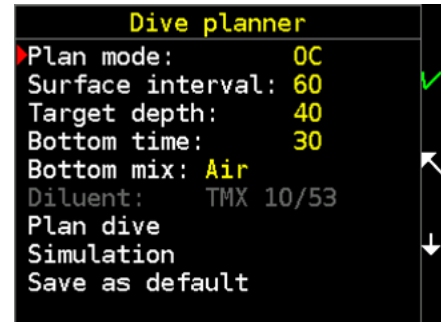 Dive planner
Plan mode: OC
Surface interval: 60
Target depth: 40
Bottom time: 30
Bottom mix: Air
Diluent: TMX 10/53
Plan dive
Simulation
Save as default